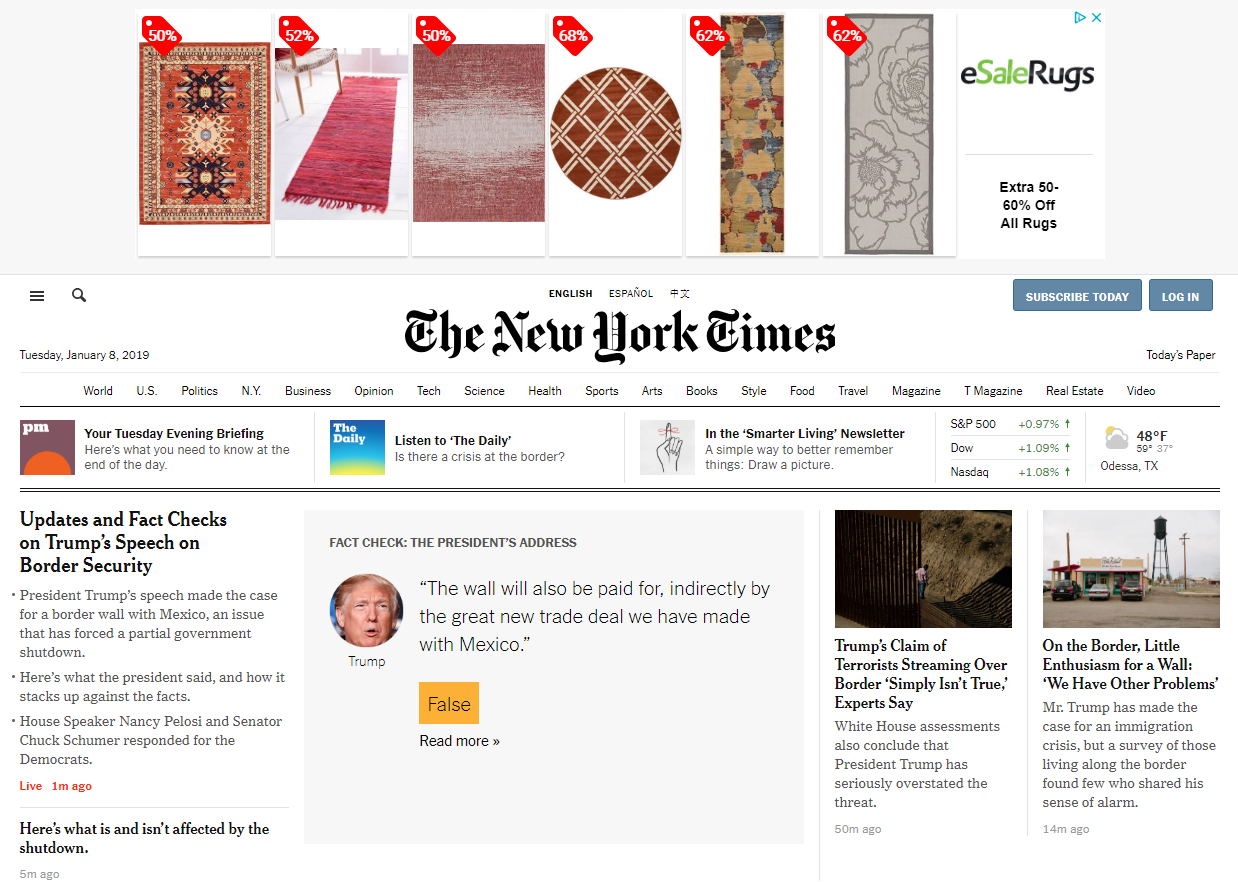 50%
52%
50%
68%
62%
62%
eSaleRugs
Extra 50-
60% Off
All Rugs
ENGLISH ESPAÑOL 中文
SUBSCRIBE TODAY
LOG IN
The New York Times
Tuesday, January 8, 2019
Today's Paper
World U.S. Politics N.Y. Business Opinion Tech Science Health Sports Arts Books Style Food Travel Magazine T Magazine Real Estate Video
pm
Your Tuesday Evening Briefing
Here's what you need to know at the
end of the day.
The
Daily
Listen to ‘The Daily’
Is there a crisis at the border?
In the ‘Smarter Living’ Newsletter
A simple way to better remember
things: Draw a picture.
S&P 500 +0.97% ↑
Dow +1.09% ↑
Nasdaq +1.08% ↑
48°F
59° 37°
Odessa, TX
Updates and Fact Checks
on Trump’s Speech on
Border Security
• President Trump’s speech made the case
for a border wall with Mexico, an issue
that has forced a partial government
shutdown.
• Here’s what the president said, and how it
stacks up against the facts.
• House Speaker Nancy Pelosi and Senator
Chuck Schumer responded for the
Democrats.
Live 1m ago
Here’s what is and isn’t affected by the
shutdown.
5m ago
FACT CHECK: THE PRESIDENT’S ADDRESS
Trump
“The wall will also be paid for, indirectly by
the great new trade deal we have made
with Mexico.”
False
Read more »
Trump’s Claim of
Terrorists Streaming Over
Border ‘Simply Isn’t True,’
Experts Say
White House assessments
also conclude that
President Trump has
seriously overstated the
threat.
50m ago
On the Border, Little
Enthusiasm for a Wall:
‘We Have Other Problems’
Mr. Trump has made the
case for an immigration
crisis, but a survey of those
living along the border
found few who shared his
sense of alarm.
14m ago